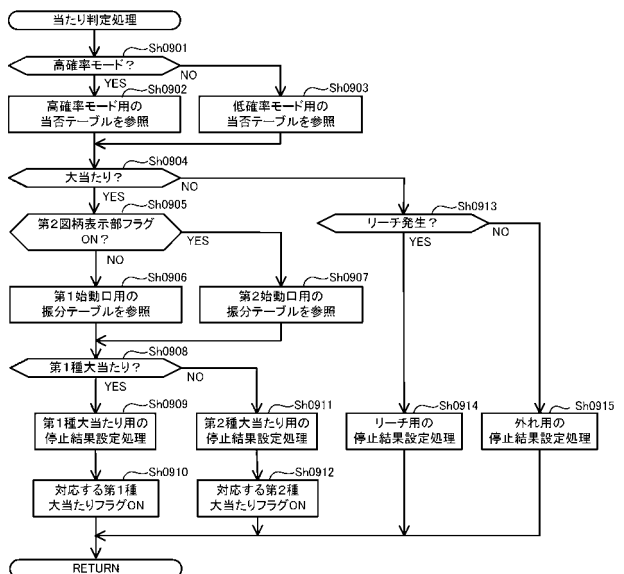 当たり判定処理
Sh0901
高確率モード?
YES
NO
Sh0902
高確率モード用の
当否テーブルを参照
Sh0903
低確率モード用の
当否テーブルを参照
Sh0904
大当たり?
YES
NO
Sh0905
第2図柄表示部フラグ
ON?
YES
NO
Sh0913
リーチ発生?
YES
NO
Sh0906
第1始動口用の
振分テーブルを参照
Sh0907
第2始動口用の
振分テーブルを参照
Sh0908
第1種大当たり?
YES
NO
Sh0909
第1種大当たり用の
停止結果設定処理
Sh0911
第2種大当たり用の
停止結果設定処理
Sh0914
リーチ用の
停止結果設定処理
Sh0915
外れ用の
停止結果設定処理
Sh0910
対応する第1種
大当たりフラグON
Sh0912
対応する第2種
大当たりフラグON
RETURN